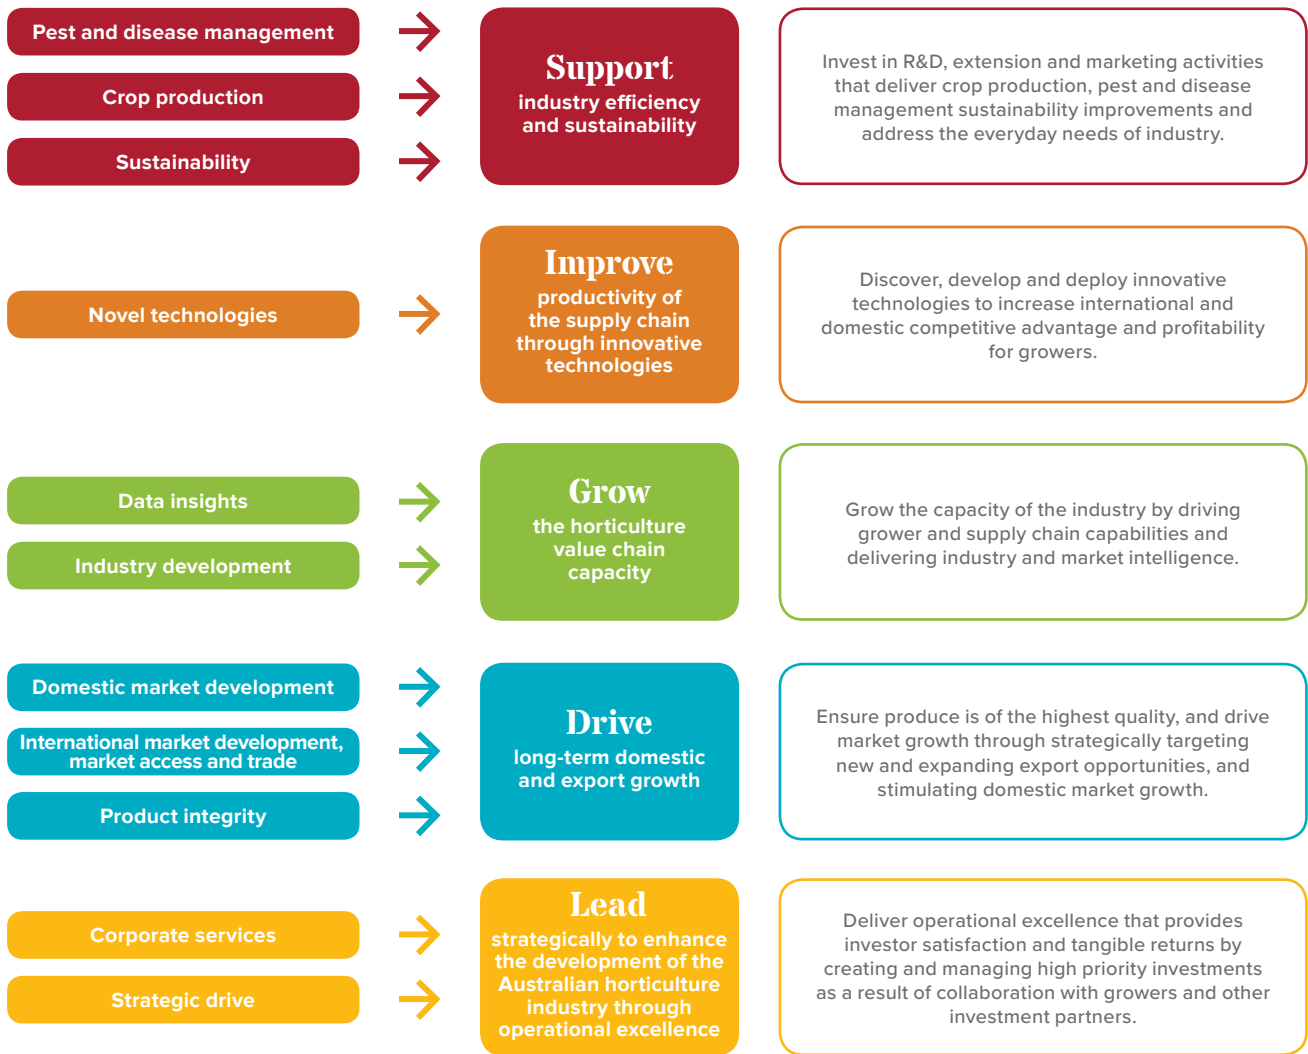 Pest and disease management
Crop production
Sustainability
Support
industry efficiency
and sustainability
Invest in R&D, extension and marketing activities
that deliver crop production, pest and disease
management sustainability improvements and
address the everyday needs of industry.
Novel technologies
Improve
productivity of
the supply chain
through innovative
technologies
Discover, develop and deploy innovative
technologies to increase international and
domestic competitive advantage and profitability
for growers.
Data insights
Industry development
Grow
the horticulture
value chain
capacity
Grow the capacity of the industry by driving
grower and supply chain capabilities and
delivering industry and market intelligence.
Domestic market development
International market development,
market access and trade
Product integrity
Drive
long-term domestic
and export growth
Ensure produce is of the highest quality, and drive
market growth through strategically targeting
new and expanding export opportunities, and
stimulating domestic market growth.
Corporate services
Strategic drive
Lead
strategically to enhance
the development of the
Australian horticulture
industry through
operational excellence
Deliver operational excellence that provides
investor satisfaction and tangible returns by
creating and managing high priority investments
as a result of collaboration with growers and other
investment partners.